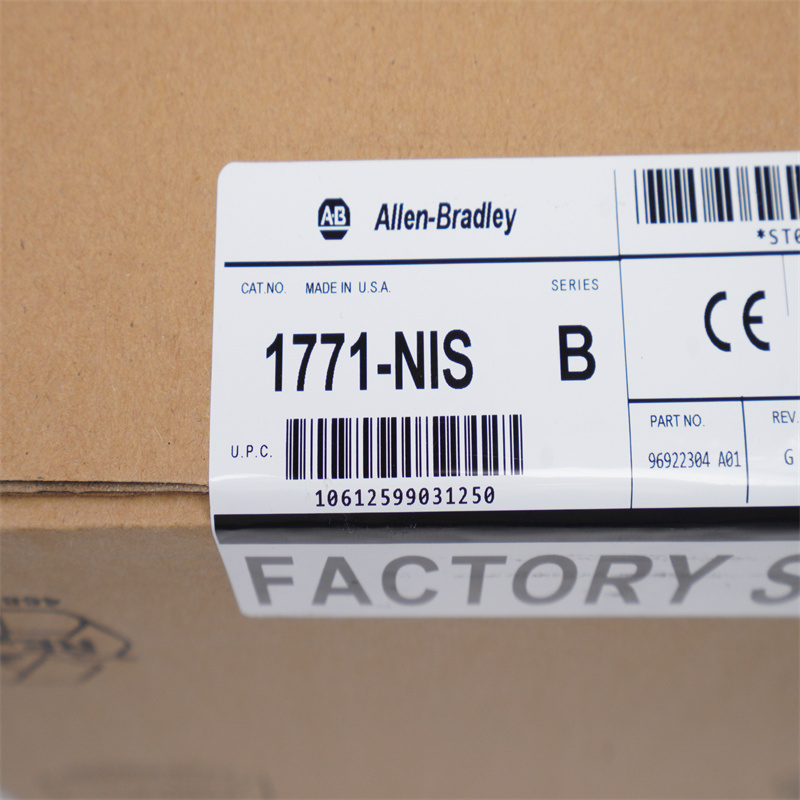 AB Allen-Bradley
*ST6
CAT.NO. MADE IN U.S.A. SERIES
1771-NIS B
CE
U.P.C.
10612599031250
PART NO. REV.
96922304 A01 G
FACTORY S